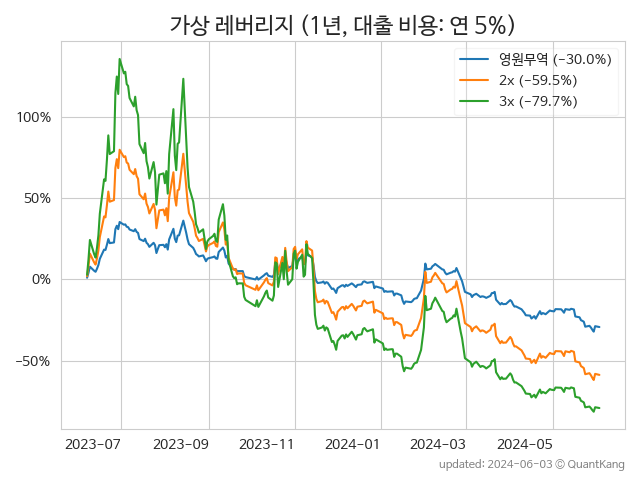 가상 레버리지 (1년, 대출 비용: 연 5%)
영원무역 (−30.0%)
2x (−59.5%)
3x (−79.7%)
100%
50%
0%
−50%
2023-07
2023-09
2023-11
2024-01
2024-03
2024-05
updated: 2024-06-03 © QuantKang